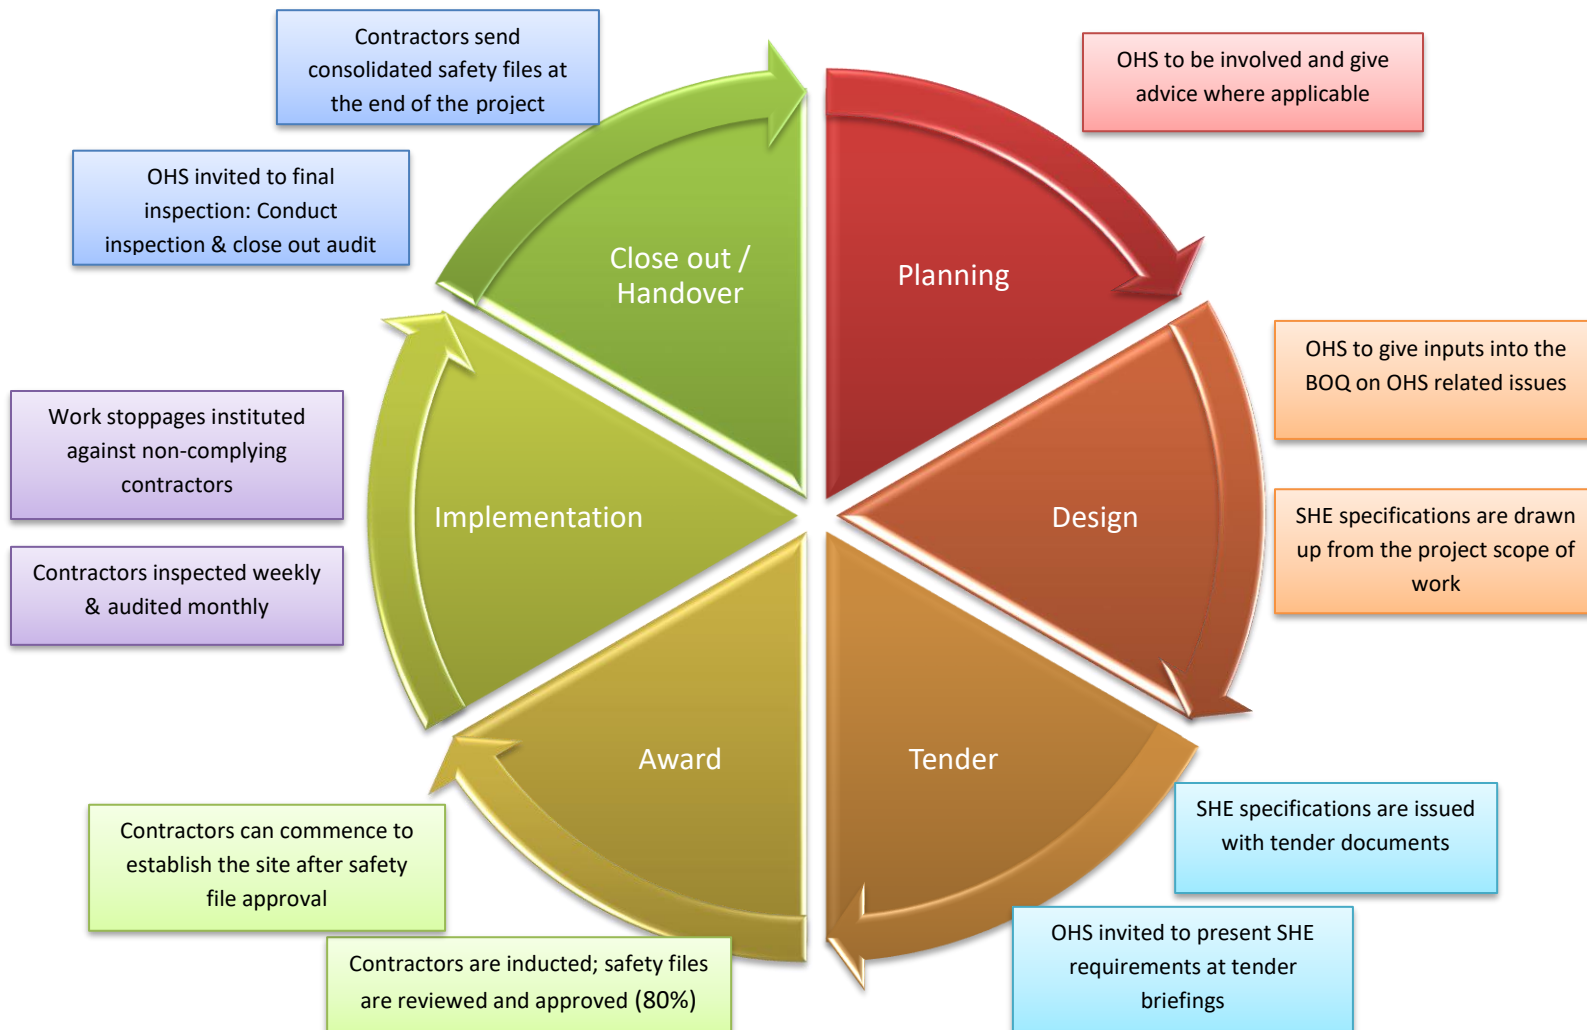 Contractors send
consolidated safety files at
the end of the project
OHS to be involved and give
advice where applicable
OHS invited to final
inspection: Conduct
inspection & close out audit
Close out /
Handover
Planning
OHS to give inputs into the
BOQ on OHS related issues
Work stoppages instituted
against non-complying
contractors
Implementation
Design
SHE specifications are drawn
up from the project scope of
work
Contractors inspected weekly
& audited monthly
Award
Tender
SHE specifications are issued
with tender documents
Contractors can commence to
establish the site after safety
file approval
OHS invited to present SHE
requirements at tender
briefings
Contractors are inducted; safety files
are reviewed and approved (80%)